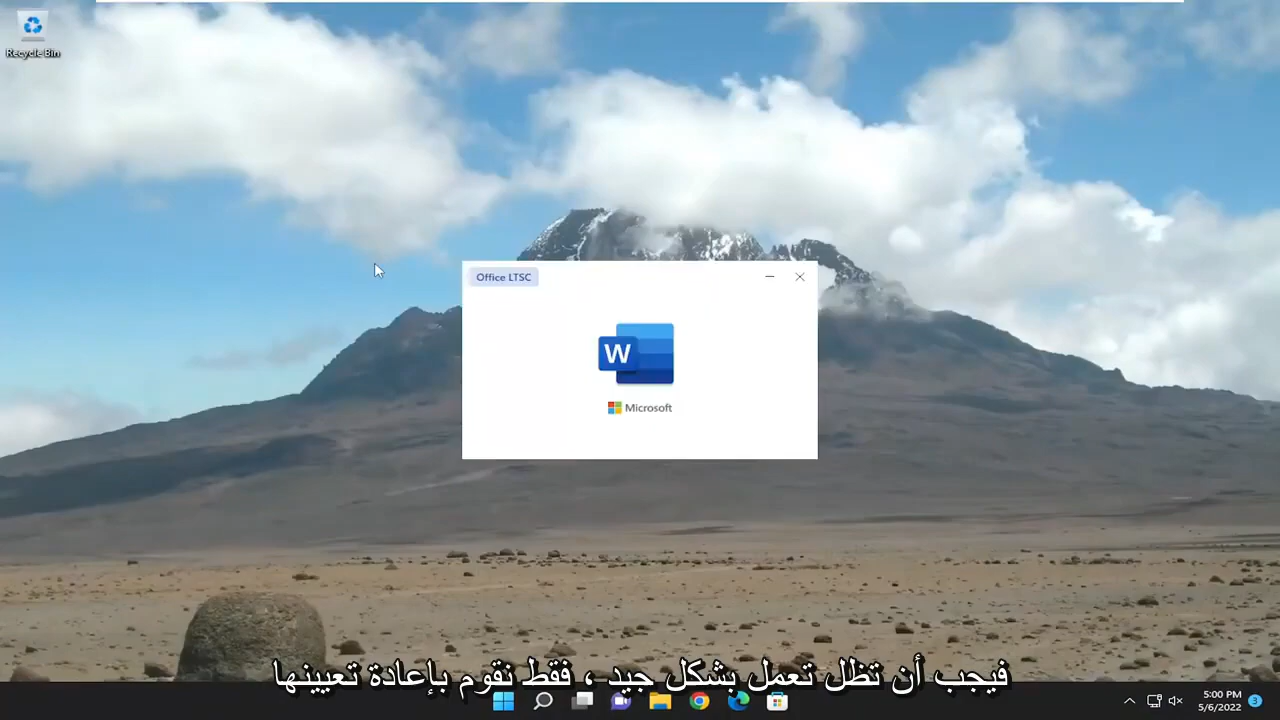 Recycle Bin
Office LTSC
W
Microsoft
فيجب أن تظل تعمل بشكل جيد ، فقط نقوم بإعادة تعيينها
5:00 PM
5/6/2022
3